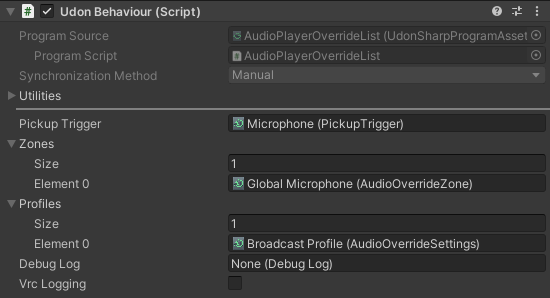 Udon Behaviour (Script)
Program Source AudioPlayerOverrideList (UdonSharpProgramAsset
Program Script AudioPlayerOverrideList
Synchronization Method Manual
Utilities
Pickup Trigger Microphone (PickupTrigger)
Zones
Size 1
Element 0 Global Microphone (AudioOverrideZone)
Profiles
Size 1
Element 0 Broadcast Profile (AudioOverrideSettings)
Debug Log None (Debug Log)
Vrc Logging